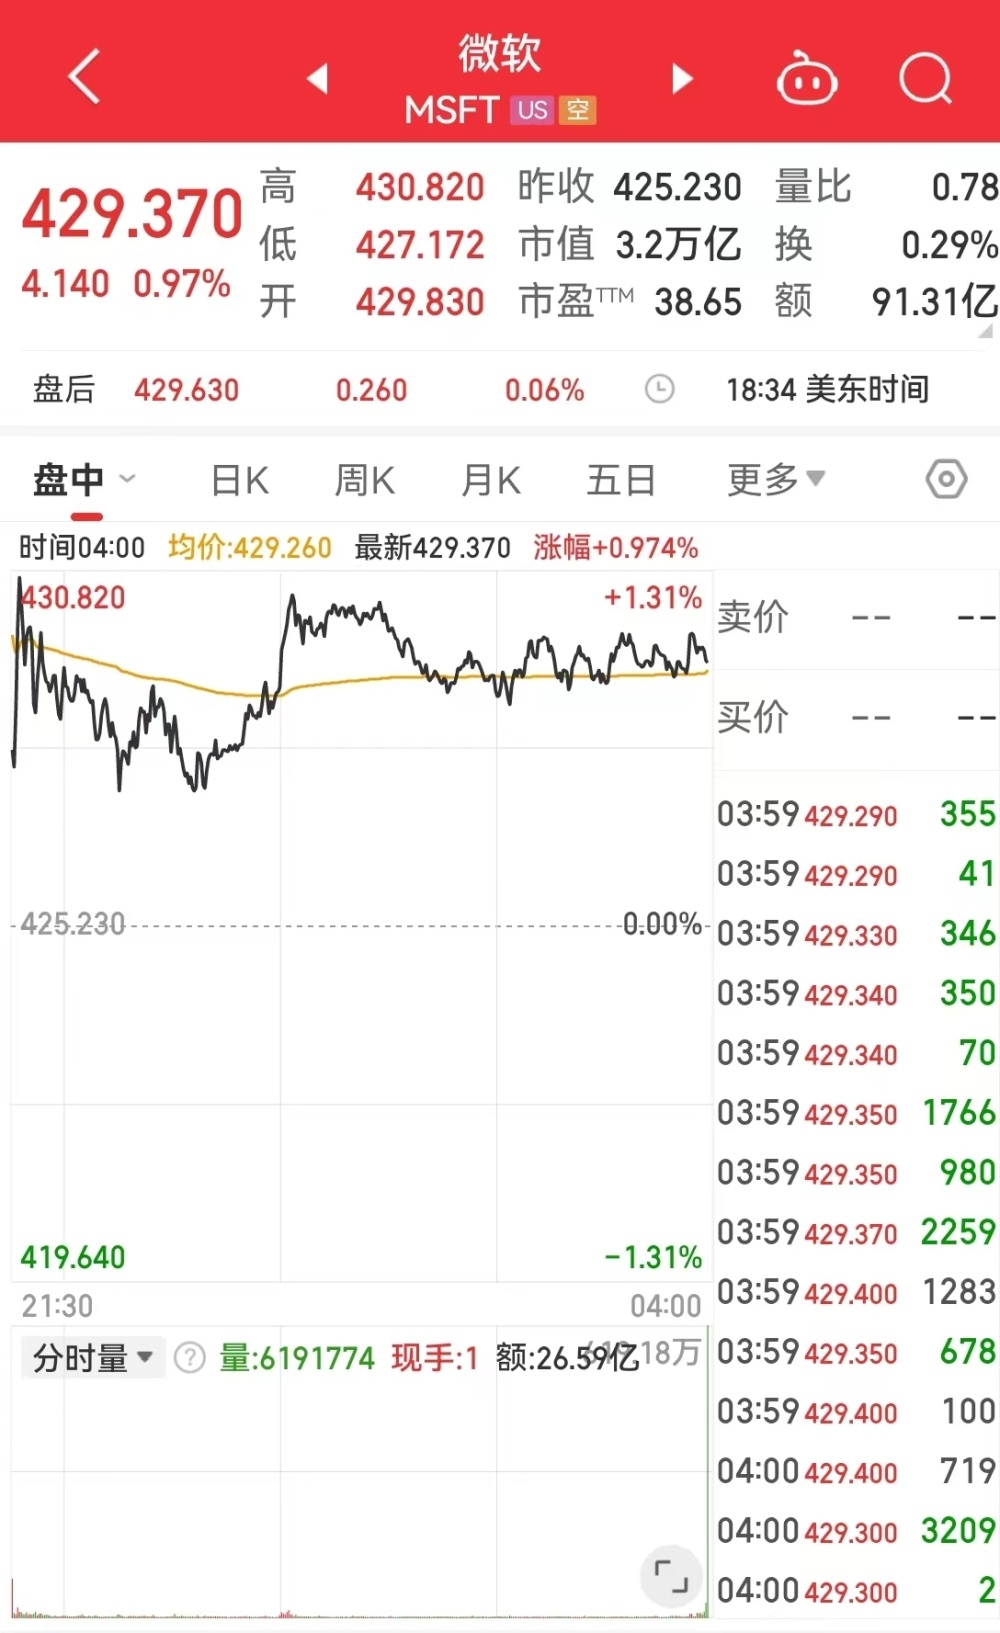 微软
MSFT US 空
429.370
4.140 0.97%
高 430.820 昨收 425.230 量比 0.78
低 427.172 市值 3.2万亿 换 0.29%
开 429.830 市盈TTM 38.65 额 91.31亿
盘后 429.630 0.260 0.06% 18:34 美东时间
盘中 日K 周K 月K 五日 更多
时间04:00 均价:429.260 最新429.370 涨幅+0.974%
430.820 +1.31%
425.230 0.00%
419.640 -1.31%
21:30 04:00
分时量 ? 量:6191774 现手:1 额:26.59亿 619.18万
卖价 -- --
买价 -- --
03:59 429.290 355
03:59 429.290 41
03:59 429.330 346
03:59 429.340 350
03:59 429.340 70
03:59 429.350 1766
03:59 429.350 980
03:59 429.370 2259
03:59 429.400 1283
03:59 429.350 678
03:59 429.400 100
04:00 429.400 719
04:00 429.300 3209
04:00 429.300 2